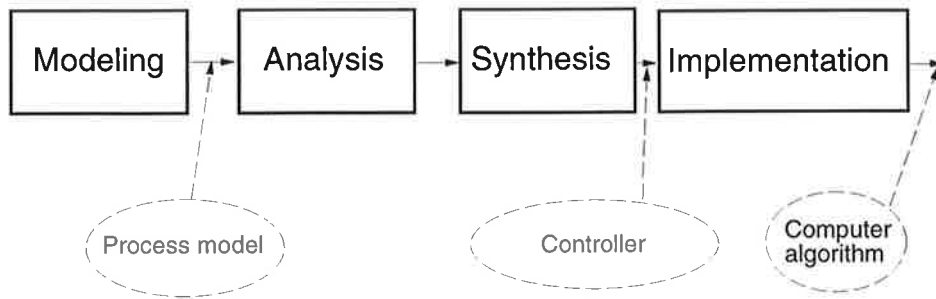 Modeling
Analysis
Synthesis
Implementation
Process model
Controller
Computer
algorithm